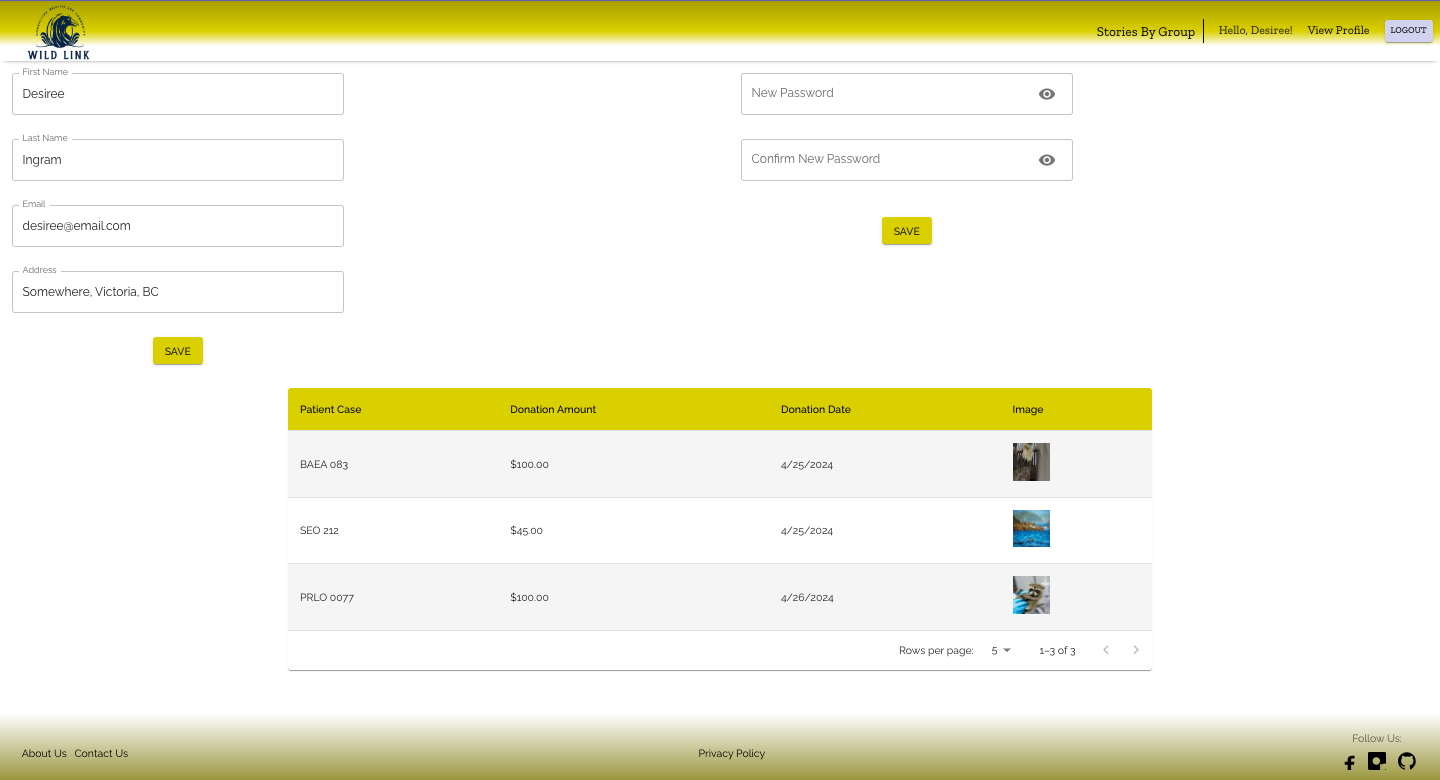 WILD LINK
Stories By Group
Hello, Desiree!
View Profile
LOGOUT
First Name
Desiree
Last Name
Ingram
Email
desiree@email.com
Address
Somewhere, Victoria, BC
SAVE
New Password
Confirm New Password
SAVE
Patient Case Donation Amount Donation Date Image
BAEA 083 $100.00 4/25/2024
SEO 212 $45.00 4/25/2024
PRLO 0077 $100.00 4/26/2024
Rows per page: 5 1–3 of 3
About Us Contact Us
Privacy Policy
Follow Us: